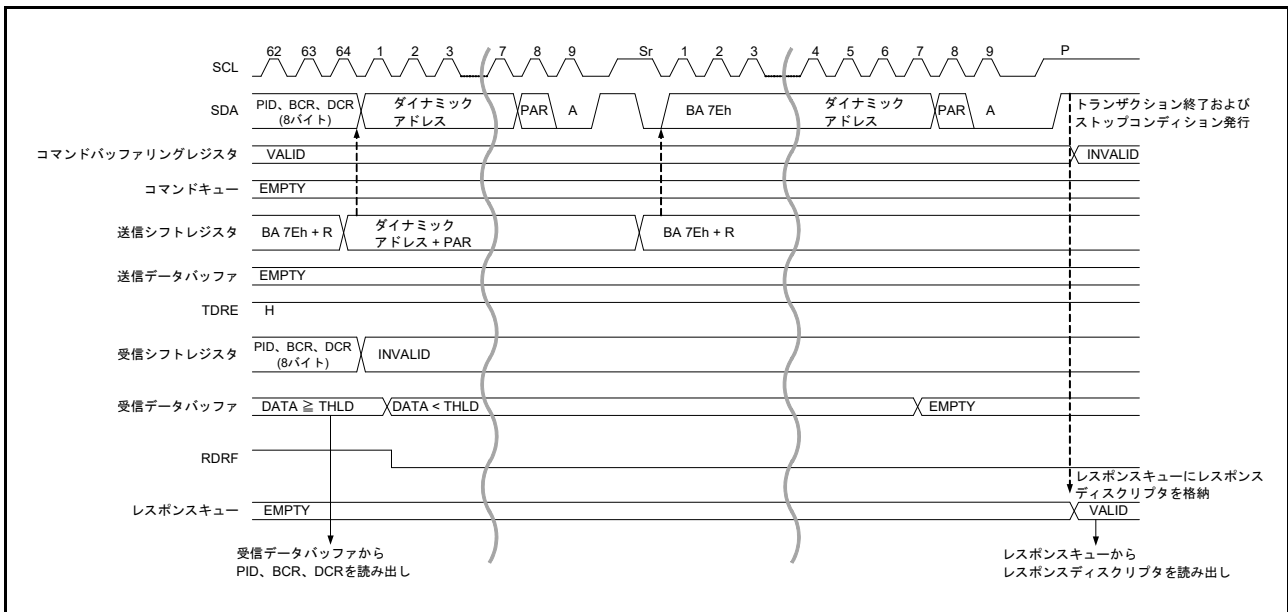 62 63 64 1 2 3 7 8 9 Sr 1 2 3 4 5 6 7 8 9 P
SCL
SDA PID、BCR、DCR (8バイト) ダイナミック アドレス PAR A BA 7Eh ダイナミック アドレス PAR A
トランザクション終了および
ストップコンディション発行
コマンドバッファリングレジスタ VALID INVALID
コマンドキュー EMPTY
送信シフトレジスタ BA 7Eh + R ダイナミック アドレス + PAR BA 7Eh + R
送信データバッファ EMPTY
TDRE H
受信シフトレジスタ PID、BCR、DCR (8バイト) INVALID
受信データバッファ DATA ≧ THLD DATA < THLD EMPTY
RDRF
レスポンスキューにレスポンス
ディスクリプタを格納
レスポンスキュー EMPTY VALID
受信データバッファから
PID、BCR、DCRを読み出し
レスポンスキューから
レスポンスディスクリプタを読み出し